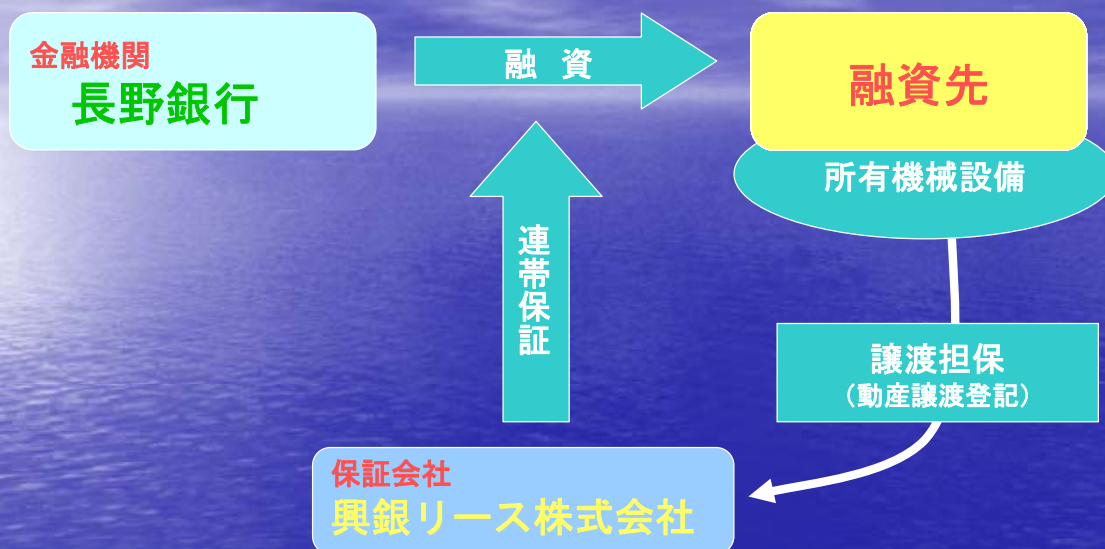 金融機関
長野銀行
融 資
融資先
所有機械設備
連帯保証
譲渡担保
（動産譲渡登記）
保証会社
興銀リース株式会社